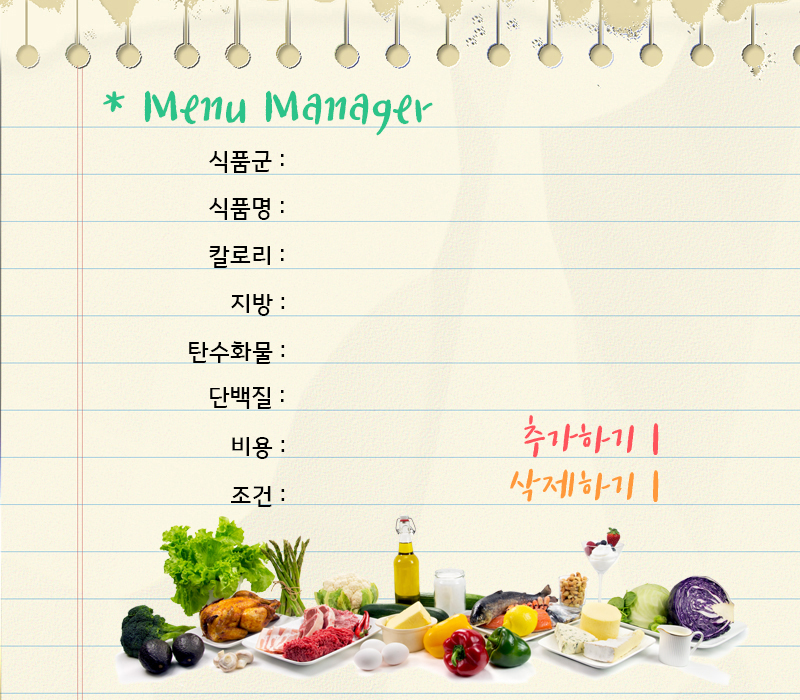 * Menu Manager
식품군 :
식품명 :
칼로리 :
지방 :
탄수화물 :
단백질 :
비용 :
추가하기 |
조건 :
삭제하기 |